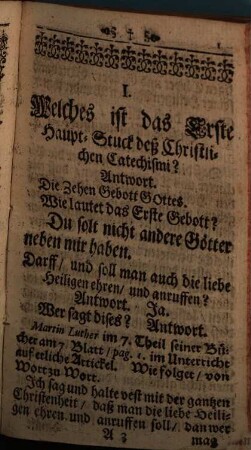 I.
Welches ist das Erste
Haupt-Stuck deß Christli-
chen Catechismi?
Antwort.
Die Zehen Gebott GOttes.
Wie lautet das Erste Gebott?
Du solt nicht andere Götter
neben mir haben.
Darff/ und soll man auch die liebe
Heiligen ehren/ und anruffen?
Antwort. Ja.
Wer sagt dises? Antwort.
Martin Luther im 7. Theil seiner Bü-
cher am 7. Blatt/ pag. 1. im Unterricht
auf etliche Artickel. Wie folget/ von
Wort zu Wort.
Ich sag und halte vest mit der gantzen
Christenheit/ daß man die liebe Heili-
gen ehren und anruffen soll/ dan wer
A 3 mag